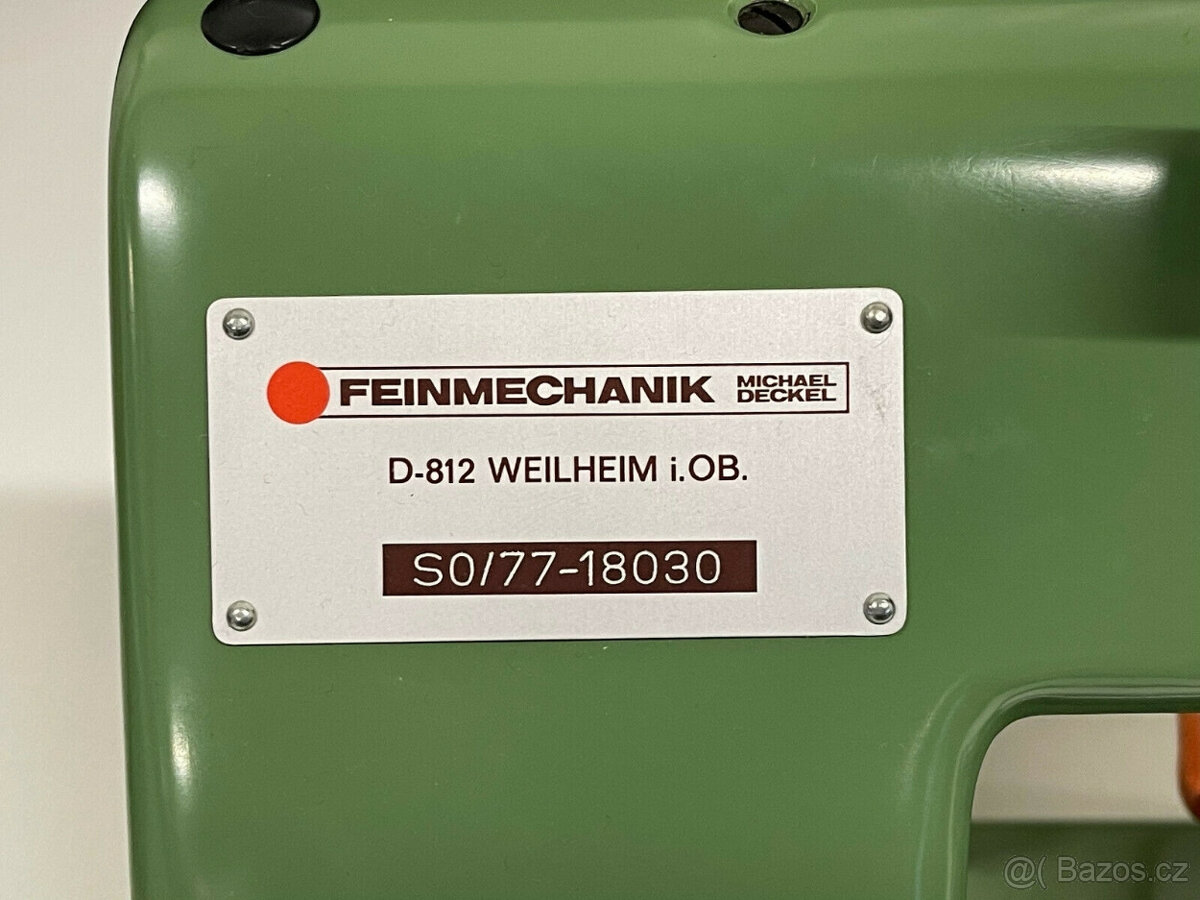 FEINMECHANIK MICHAEL DECKEL
D-812 WEILHEIM i.OB.
S0/77-18030
@( Bazos.cz